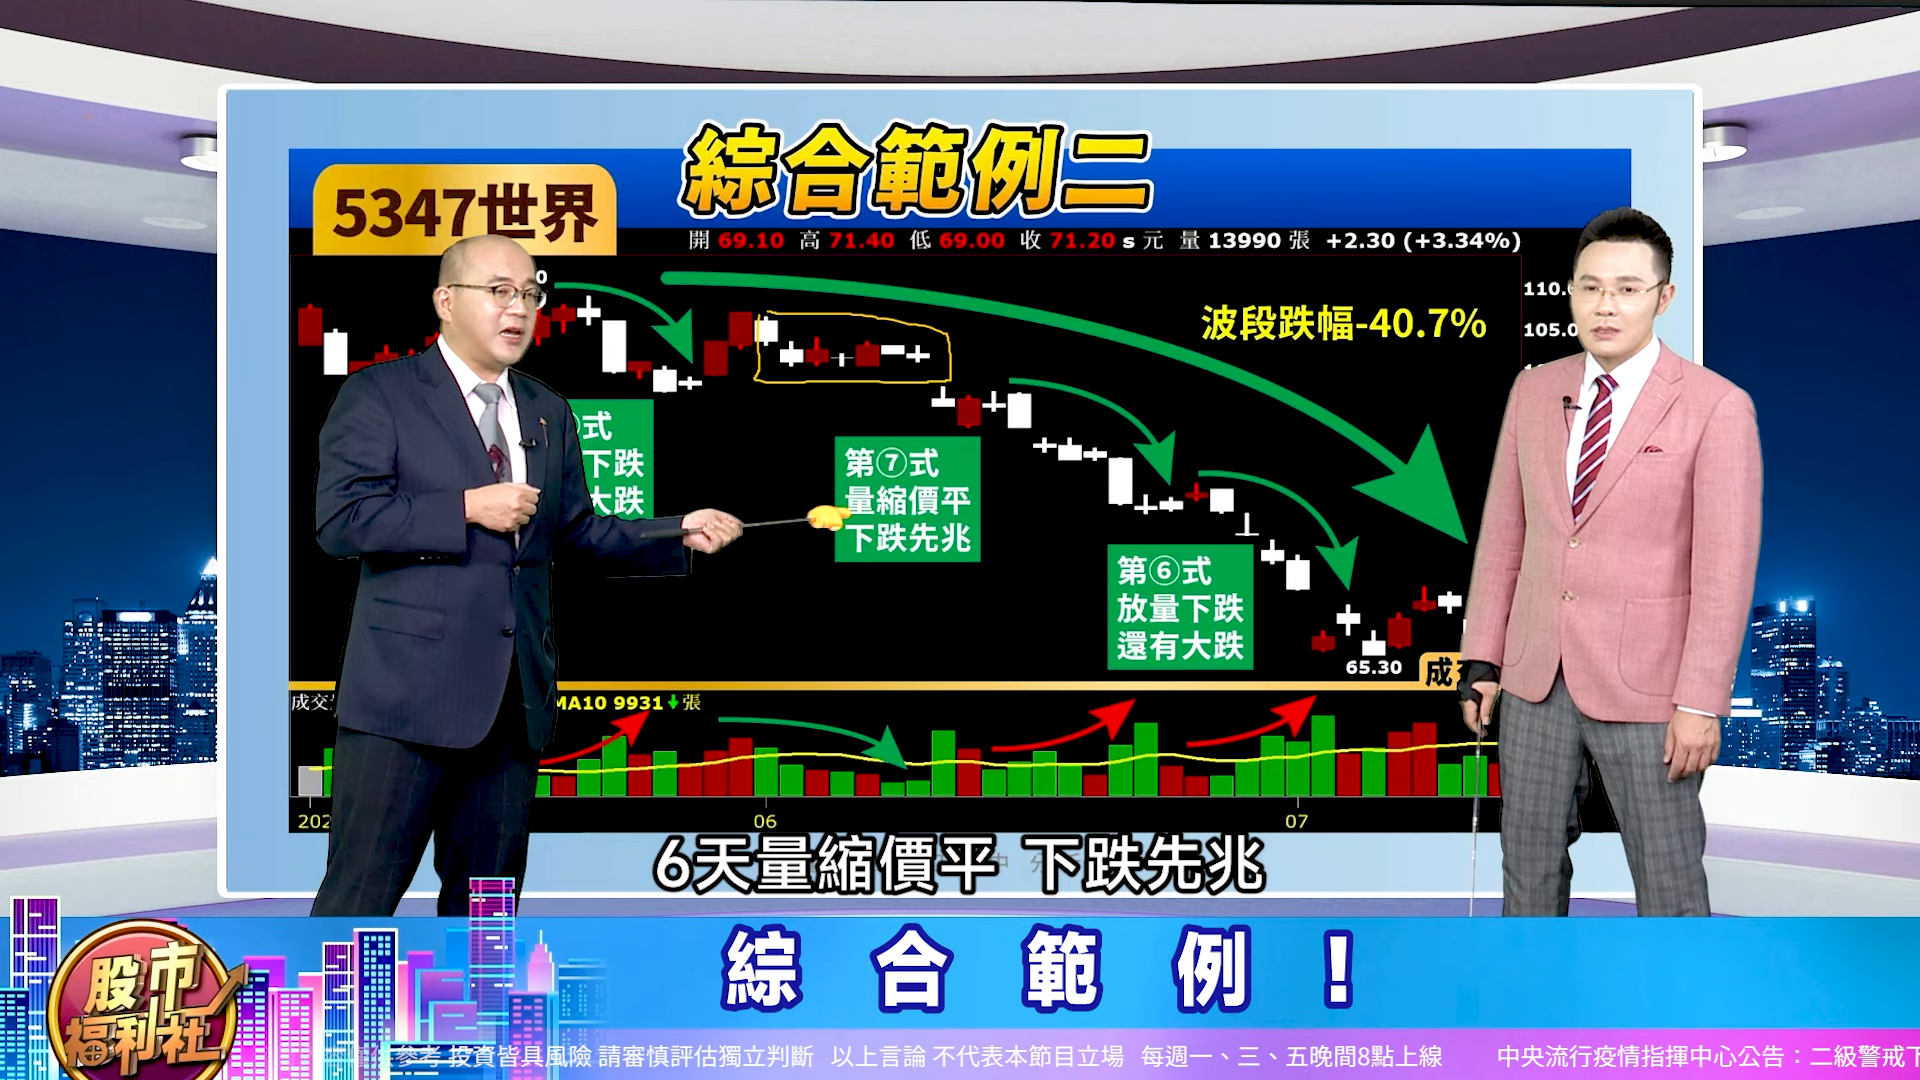 綜合範例二
5347世界
開 69.10 高 71.40 低 69.00 收 71.20 s 元 量 13990 張 +2.30 (+3.34%)
0
110.
105.0
波段跌幅-40.7%
式
下跌
大跌
第⑦式
量縮價平
下跌先兆
第⑥式
放量下跌
還有大跌
65.30
成
成交
MA10 9931↓張
202
06
07
6天量縮價平 下跌先兆
綜合範例！
股市
福利社
參考 投資皆具風險 請審慎評估獨立判斷 以上言論 不代表本節目立場 每週一、三、五晚間8點上線 中央流行疫情指揮中心公告：二級警戒下